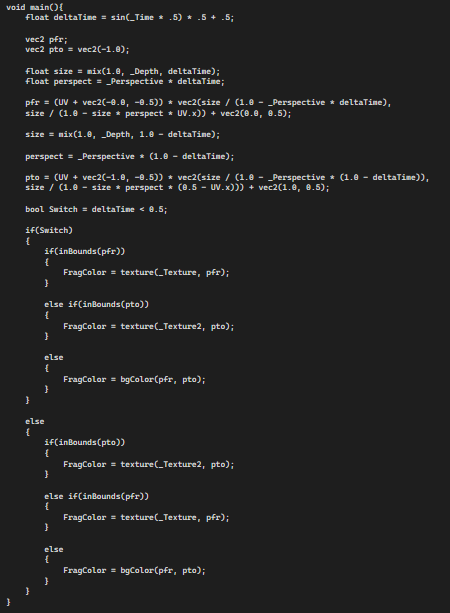 void main(){
float deltaTime = sin(_Time * .5) * .5 + .5;
vec2 pfr;
vec2 pto = vec2(-1.0);
float size = mix(1.0, _Depth, deltaTime);
float perspect = _Perspective * deltaTime;
pfr = (UV + vec2(-0.0, -0.5)) * vec2(size / (1.0 - _Perspective * deltaTime),
size / (1.0 - size * perspect * UV.x)) + vec2(0.0, 0.5);
size = mix(1.0, _Depth, 1.0 - deltaTime);
perspect = _Perspective * (1.0 - deltaTime);
pto = (UV + vec2(-1.0, -0.5)) * vec2(size / (1.0 - _Perspective * (1.0 - deltaTime)),
size / (1.0 - size * perspect * (0.5 - UV.x))) + vec2(1.0, 0.5);
bool Switch = deltaTime < 0.5;
if(Switch)
{
if(inBounds(pfr))
{
FragColor = texture(_Texture, pfr);
}
else if(inBounds(pto))
{
FragColor = texture(_Texture2, pto);
}
else
{
FragColor = bgColor(pfr, pto);
}
}
else
{
if(inBounds(pto))
{
FragColor = texture(_Texture2, pto);
}
else if(inBounds(pfr))
{
FragColor = texture(_Texture, pfr);
}
else
{
FragColor = bgColor(pfr, pto);
}
}
}